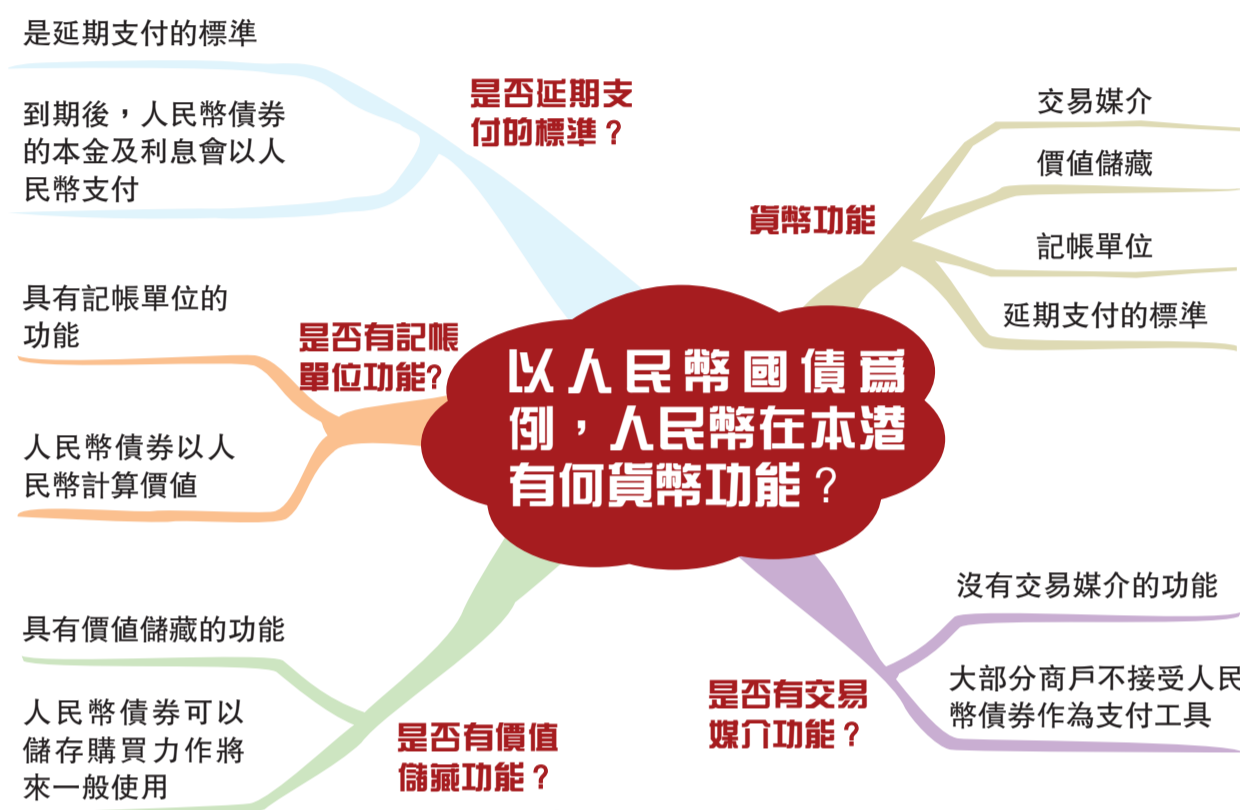 以人民幣國債爲
例，人民幣在本港
有何貨幣功能？
貨幣功能
交易媒介
價值儲藏
記帳單位
延期支付的標準
是否有交易
媒介功能？
沒有交易媒介的功能
大部分商戶不接受人民
幣債券作為支付工具
是否有價值
儲藏功能？
具有價值儲藏的功能
人民幣債券可以
儲存購買力作將
來一般使用
是否有記帳
單位功能?
具有記帳單位的
功能
人民幣債券以人
民幣計算價值
是否延期支
付的標準？
是延期支付的標準
到期後，人民幣債券
的本金及利息會以人
民幣支付